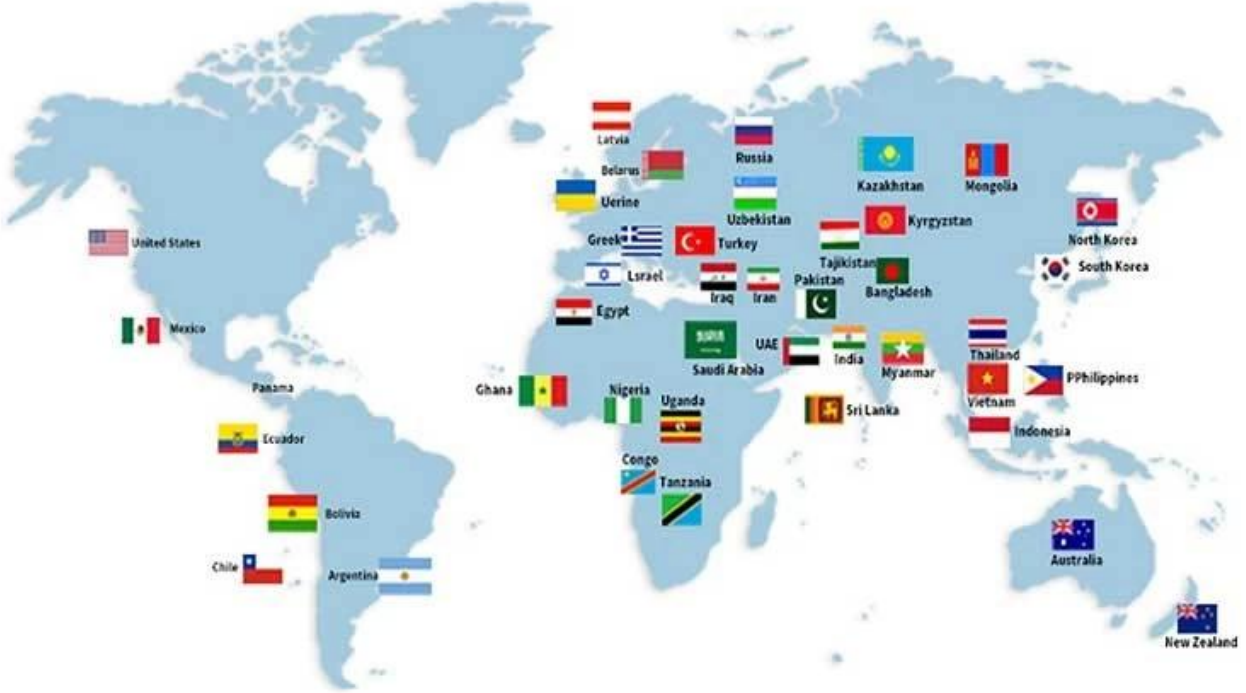 Latvia
Russia
Belarus
Kazakhstan
Mongolia
Uerine
Uzbekistan
Kyrgyzstan
North Korea
United States
Greek
Turkey
Tajikistan
South Korea
Lsrael
Iraq
Iran
Pakistan
Bangladesh
Egypt
Mexico
Saudi Arabia
UAE
India
Myanmar
Thailand
Panama
Ghana
Nigeria
Uganda
Sri Lanka
Vietnam
PPhilippines
Ecuador
Indonesia
Congo
Tanzania
Bolivia
Chile
Argentina
Australia
New Zealand